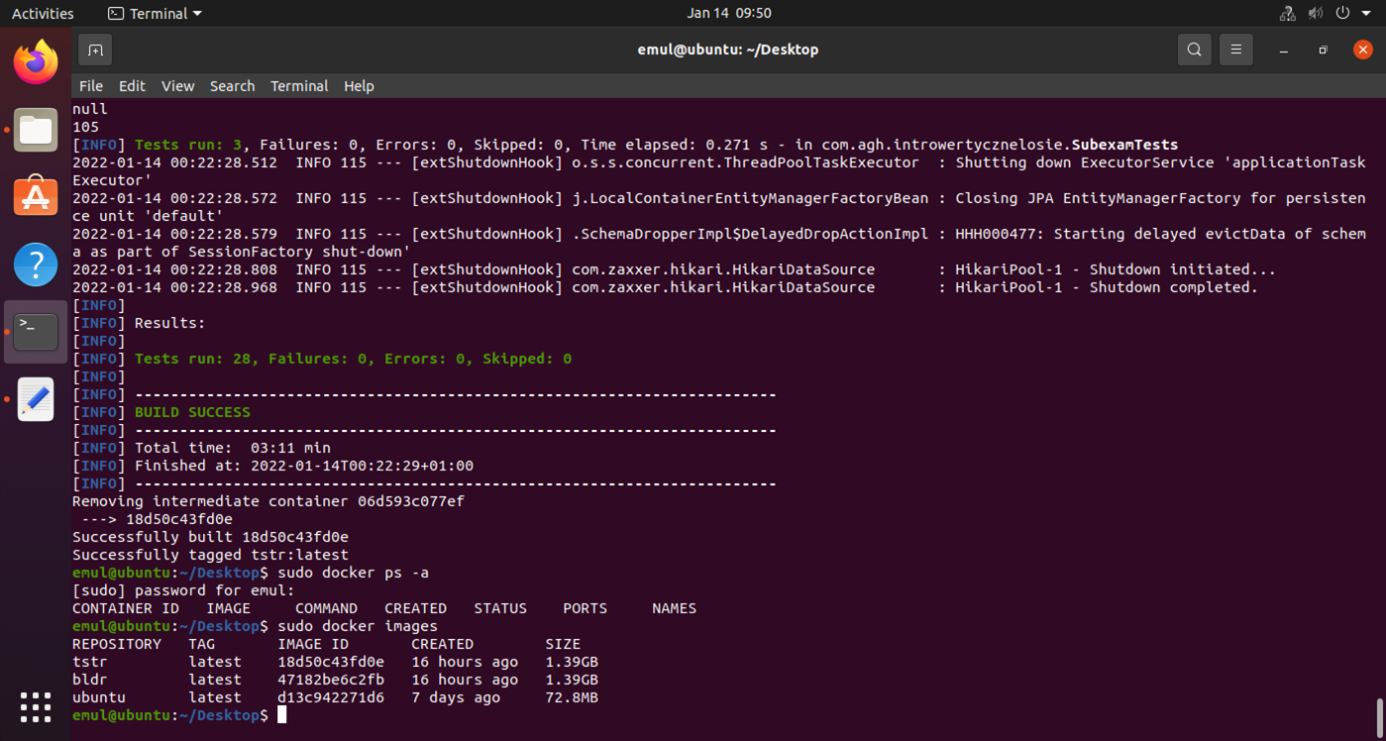 Activities Terminal Jan 14 09:50
emul@ubuntu: ~/Desktop
File Edit View Search Terminal Help
null
105
[INFO] Tests run: 3, Failures: 0, Errors: 0, Skipped: 0, Time elapsed: 0.271 s - in com.agh.introwertycznelosie.SubexamTests
2022-01-14 00:22:28.512  INFO 115 --- [extShutdownHook] o.s.s.concurrent.ThreadPoolTaskExecutor  : Shutting down ExecutorService 'applicationTask
Executor'
2022-01-14 00:22:28.572  INFO 115 --- [extShutdownHook] j.LocalContainerEntityManagerFactoryBean : Closing JPA EntityManagerFactory for persisten
ce unit 'default'
2022-01-14 00:22:28.579  INFO 115 --- [extShutdownHook] .SchemaDropperImpl$DelayedDropActionImpl : HHH000477: Starting delayed evictData of schem
a as part of SessionFactory shut-down'
2022-01-14 00:22:28.808  INFO 115 --- [extShutdownHook] com.zaxxer.hikari.HikariDataSource       : HikariPool-1 - Shutdown initiated...
2022-01-14 00:22:28.968  INFO 115 --- [extShutdownHook] com.zaxxer.hikari.HikariDataSource       : HikariPool-1 - Shutdown completed.
[INFO]
[INFO] Results:
[INFO]
[INFO] Tests run: 28, Failures: 0, Errors: 0, Skipped: 0
[INFO]
[INFO] ------------------------------------------------------------------------
[INFO] BUILD SUCCESS
[INFO] ------------------------------------------------------------------------
[INFO] Total time:  03:11 min
[INFO] Finished at: 2022-01-14T00:22:29+01:00
[INFO] ------------------------------------------------------------------------
Removing intermediate container 06d593c077ef
 ---> 18d50c43fd0e
Successfully built 18d50c43fd0e
Successfully tagged tstr:latest
emul@ubuntu:~/Desktop$ sudo docker ps -a
[sudo] password for emul:
CONTAINER ID   IMAGE     COMMAND   CREATED   STATUS    PORTS     NAMES
emul@ubuntu:~/Desktop$ sudo docker images
REPOSITORY   TAG       IMAGE ID       CREATED        SIZE
tstr         latest    18d50c43fd0e   16 hours ago   1.39GB
bldr         latest    47182be6c2fb   16 hours ago   1.39GB
ubuntu       latest    d13c942271d6   7 days ago     72.8MB
emul@ubuntu:~/Desktop$